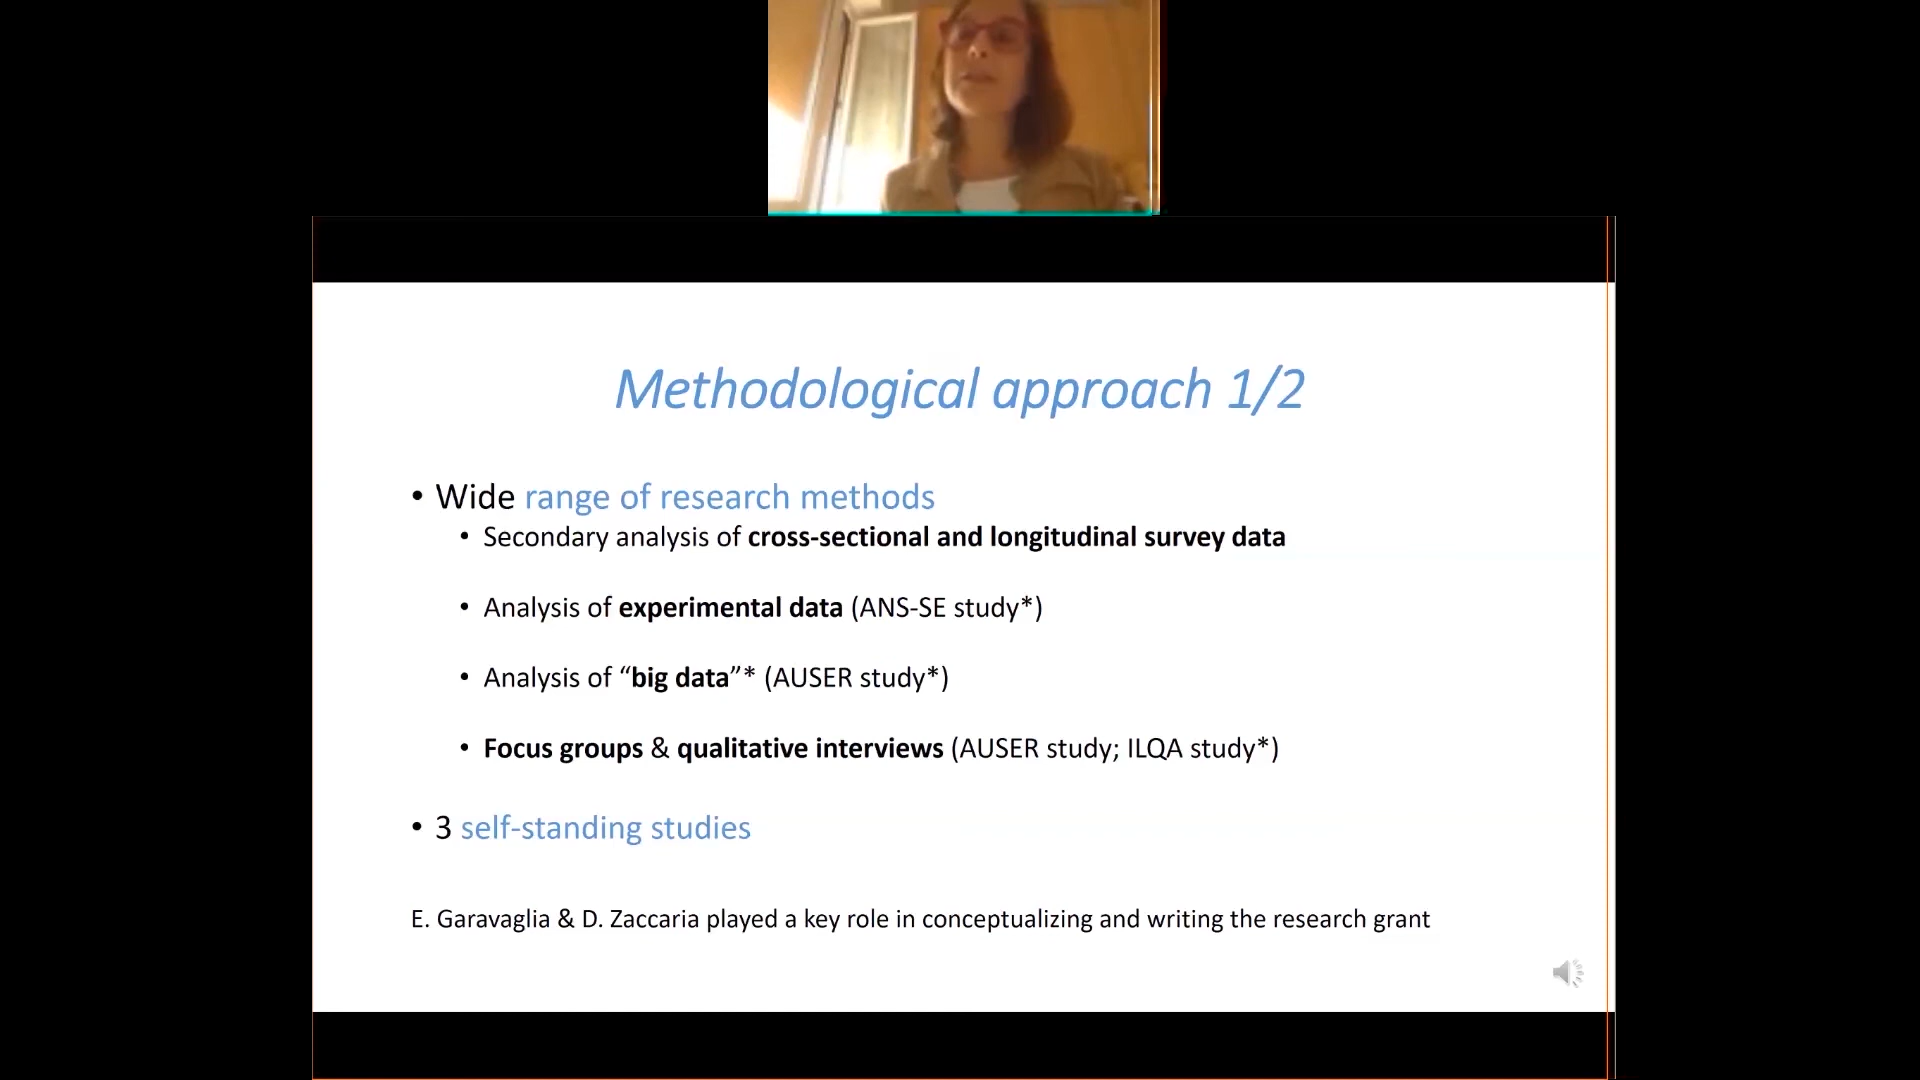 Methodological approach 1/2
• Wide range of research methods
• Secondary analysis of cross-sectional and longitudinal survey data
• Analysis of experimental data (ANS-SE study*)
• Analysis of “big data”* (AUSER study*)
• Focus groups & qualitative interviews (AUSER study; ILQA study*)
• 3 self-standing studies
E. Garavaglia & D. Zaccaria played a key role in conceptualizing and writing the research grant